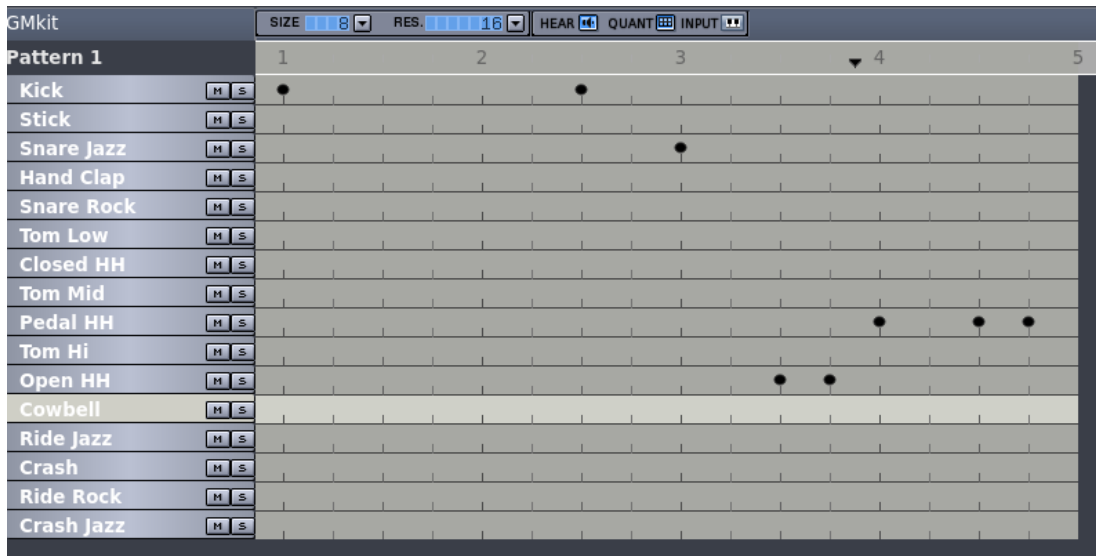 GMkit SIZE 8 RES. 16 HEAR QUANT INPUT
Pattern 1 1 2 3 4 5
Kick M S
Stick M S
Snare Jazz M S
Hand Clap M S
Snare Rock M S
Tom Low M S
Closed HH M S
Tom Mid M S
Pedal HH M S
Tom Hi M S
Open HH M S
Cowbell M S
Ride Jazz M S
Crash M S
Ride Rock M S
Crash Jazz M S